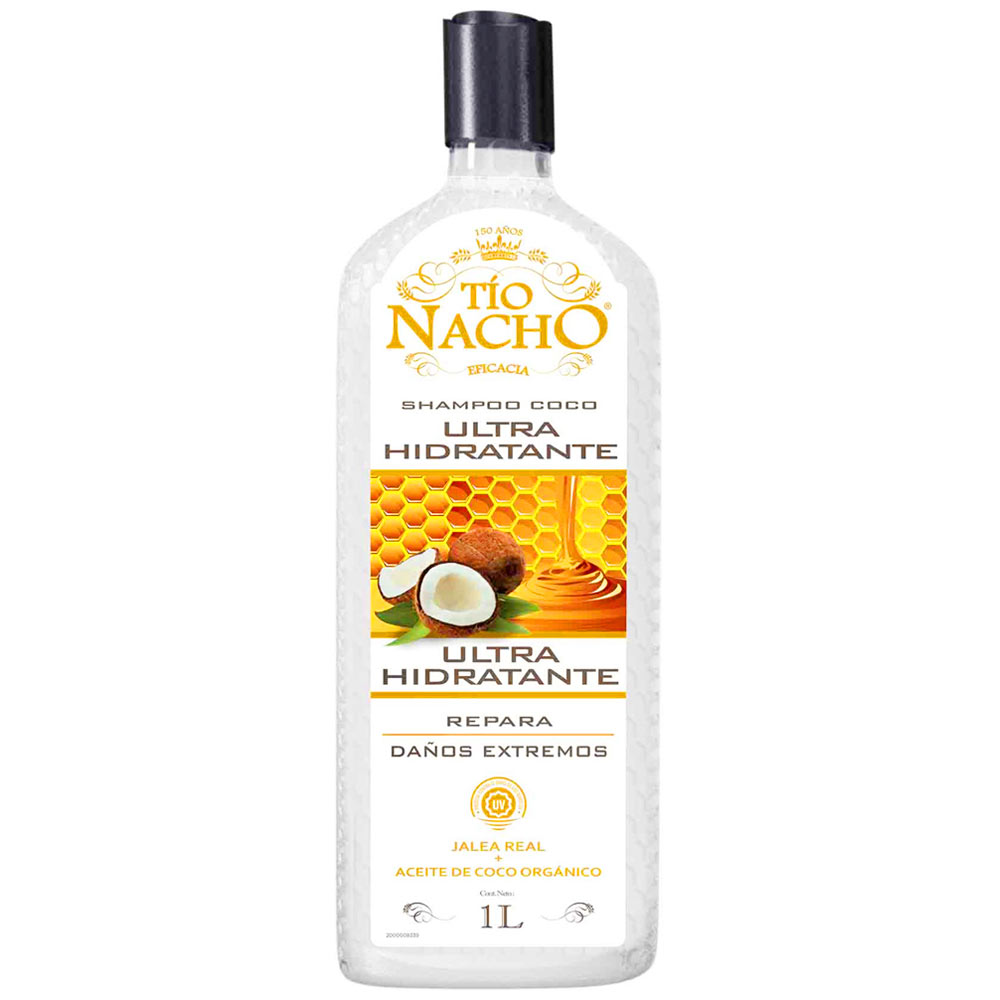 150 AÑOS
TÍO
NACHO®
EFICACIA
SHAMPOO COCO
ULTRA
HIDRATANTE
ULTRA
HIDRATANTE
REPARA
DAÑOS EXTREMOS
UV
JALEA REAL
+
ACEITE DE COCO ORGÁNICO
Cont. Neto:
1L